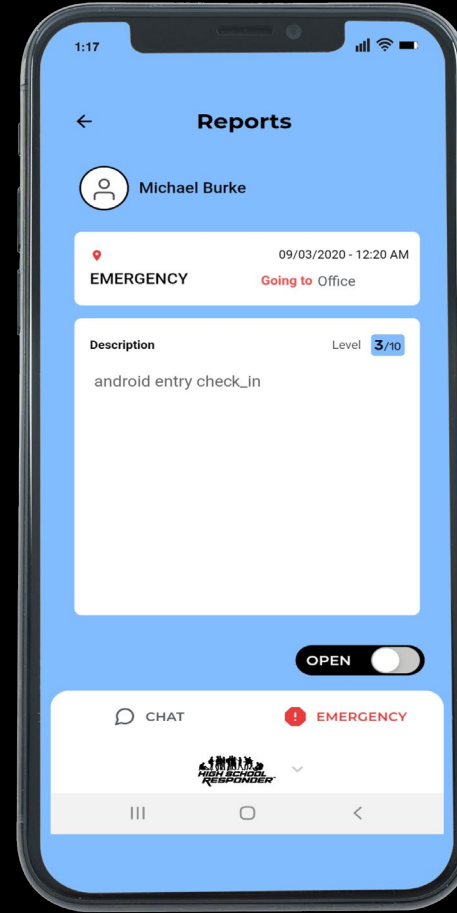 1:17
Reports
Michael Burke
09/03/2020 - 12:20 AM
EMERGENCY
Going to Office
Description
Level 3/10
android entry check_in
OPEN
CHAT
EMERGENCY
HIGH SCHOOL
RESPONDER